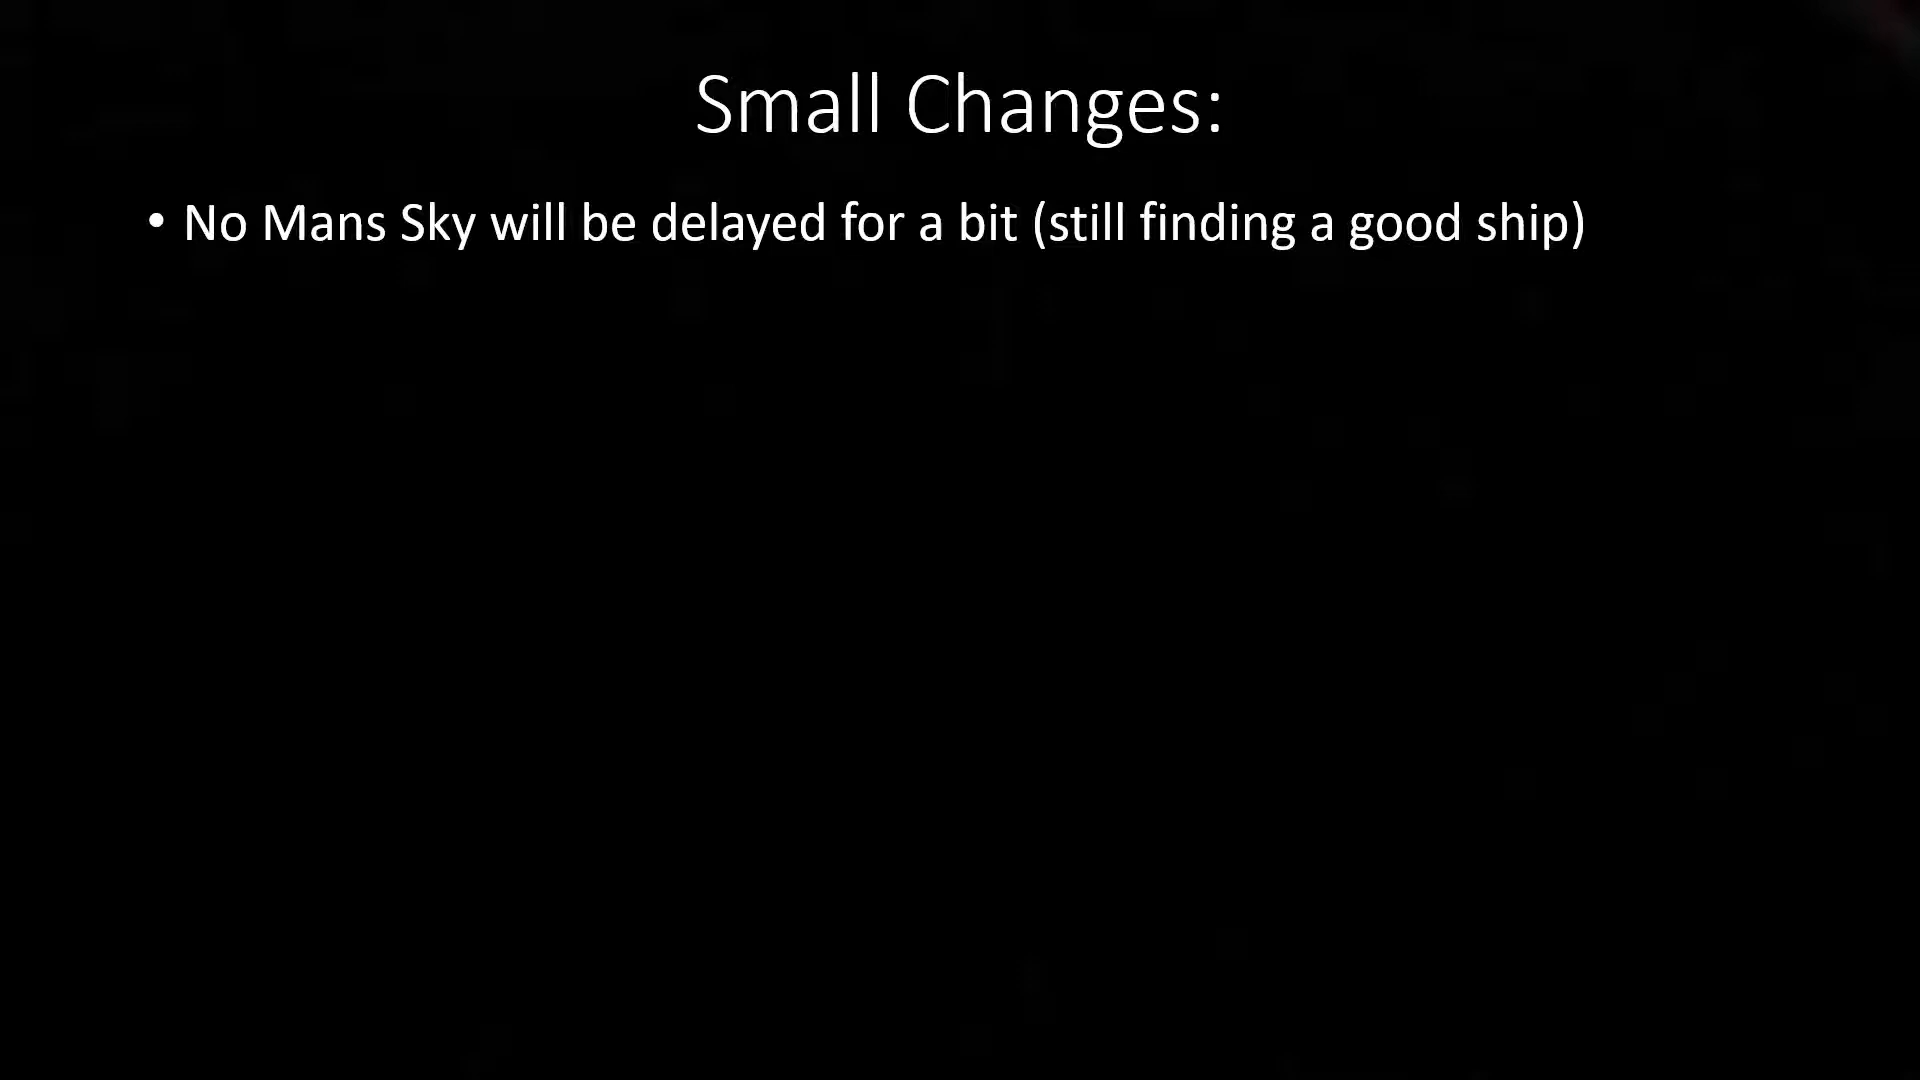 Small Changes:
• No Mans Sky will be delayed for a bit (still finding a good ship)